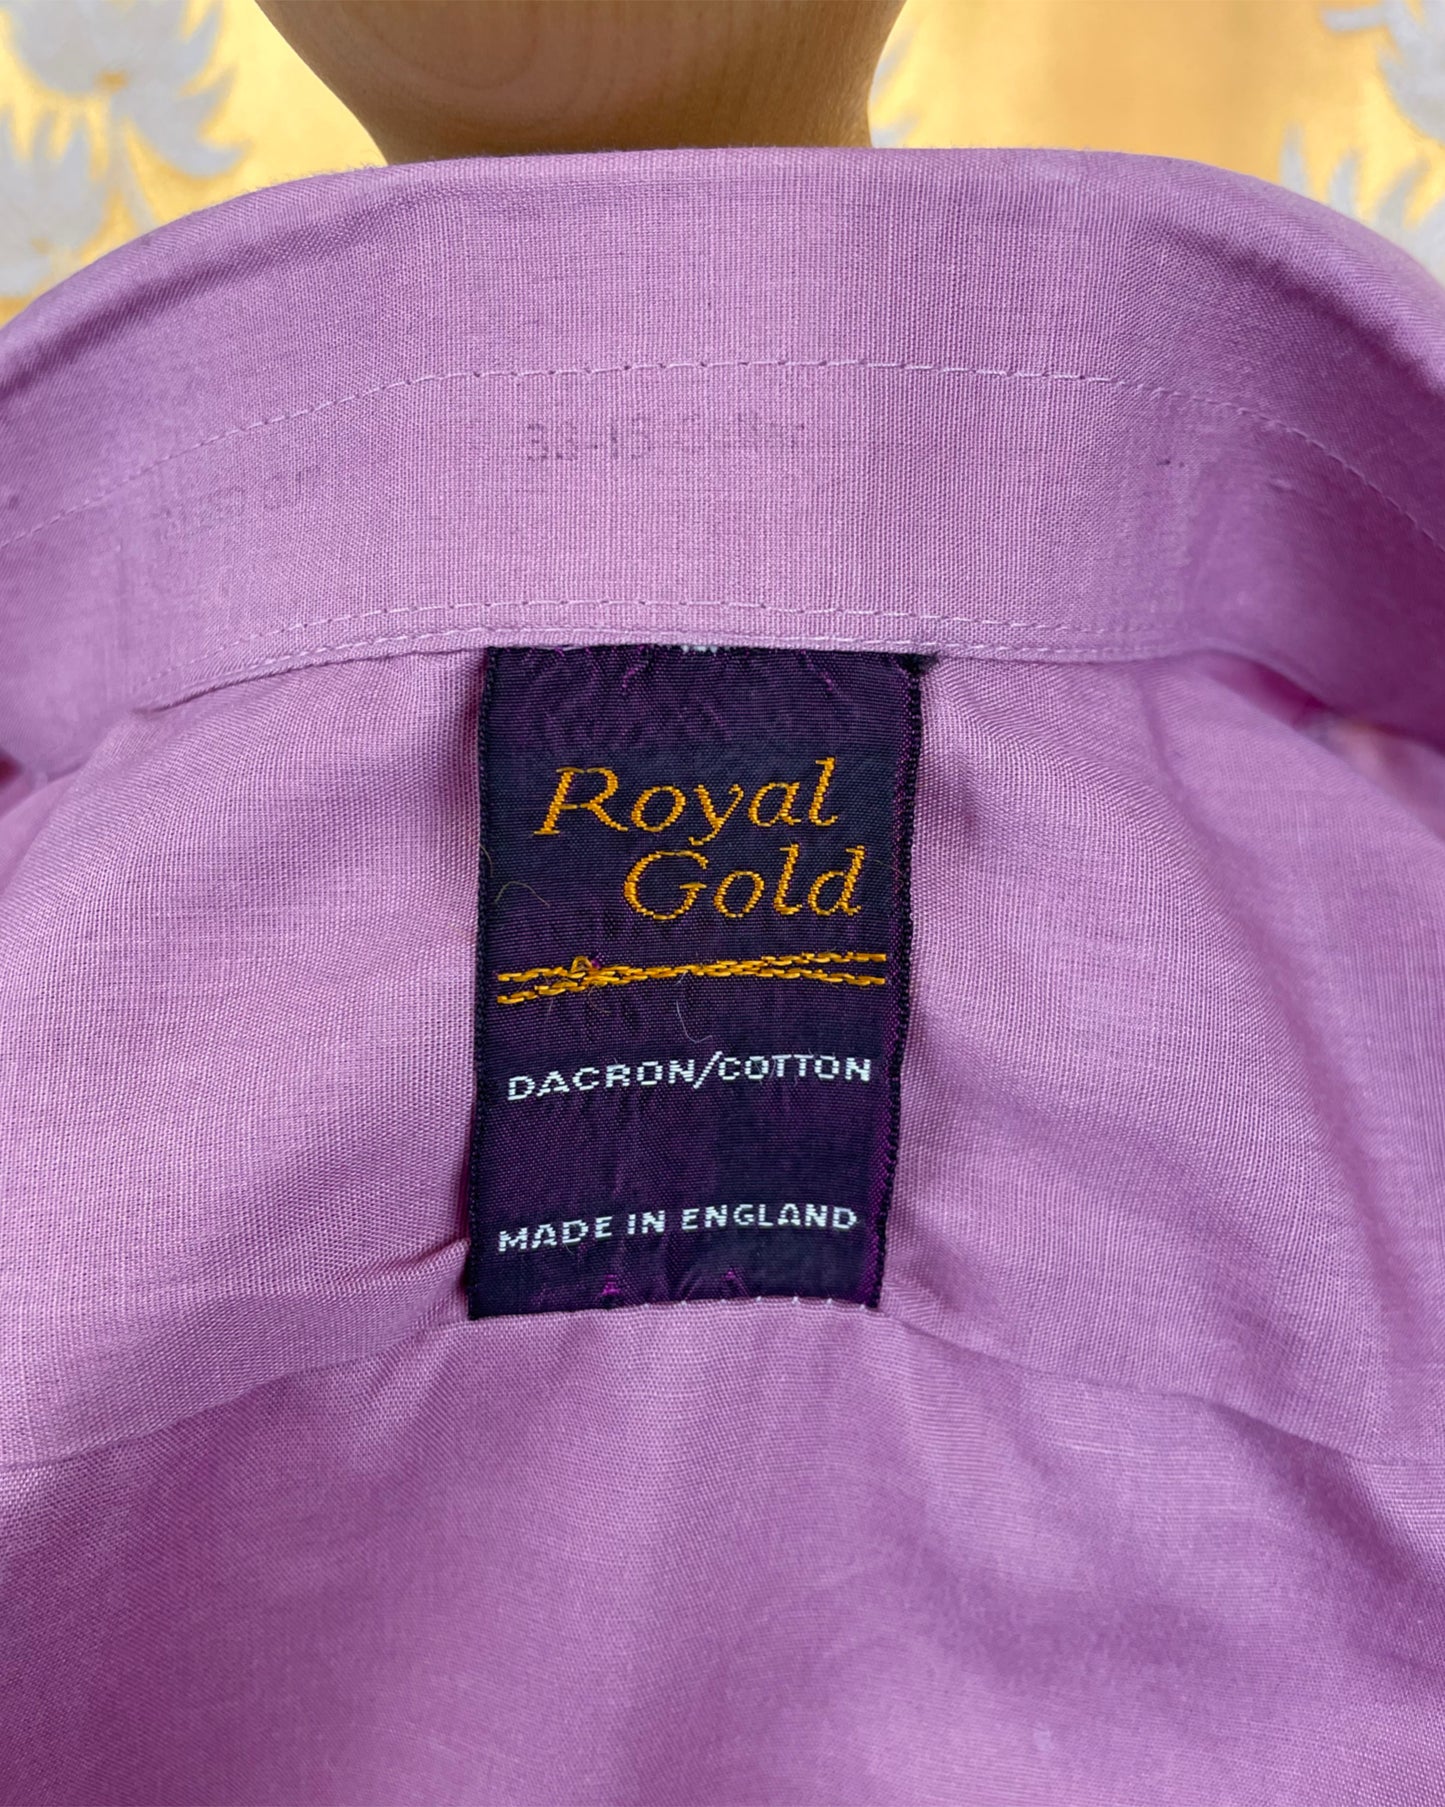 Royal
Gold
DACRON/COTTON
MADE IN ENGLAND